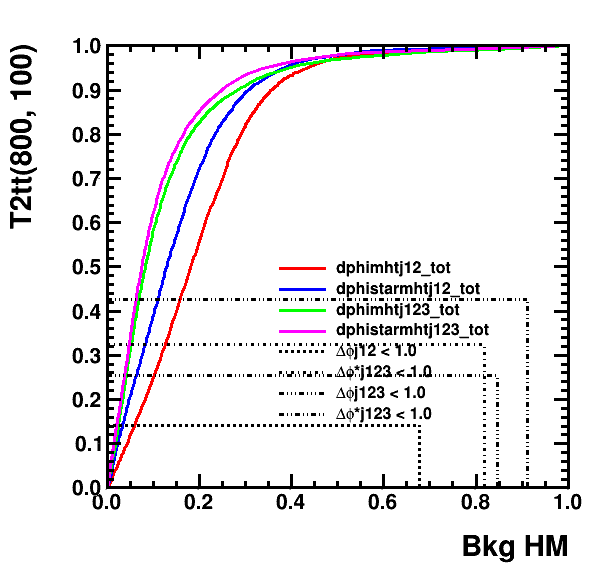 T2tt(800, 100)
1.0
0.9
0.8
0.7
0.6
0.5
0.4
0.3
0.2
0.1
0.0
dphimhtj12_tot
dphistarmhtj12_tot
dphimhtj123_tot
dphistarmhtj123_tot
Δϕj12 < 1.0
Δϕ*j123 < 1.0
Δϕj123 < 1.0
Δϕ*j123 < 1.0
0.0 0.2 0.4 0.6 0.8 1.0
Bkg HM